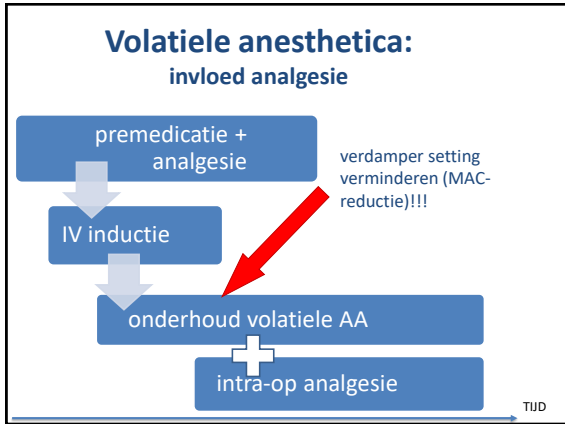 Volatiele anesthetica:
invloed analgesie
premedicatie +
analgesie
verdamper setting
verminderen (MAC-
reductie)!!!
IV inductie
onderhoud volatiele AA
intra-op analgesie
TIJD